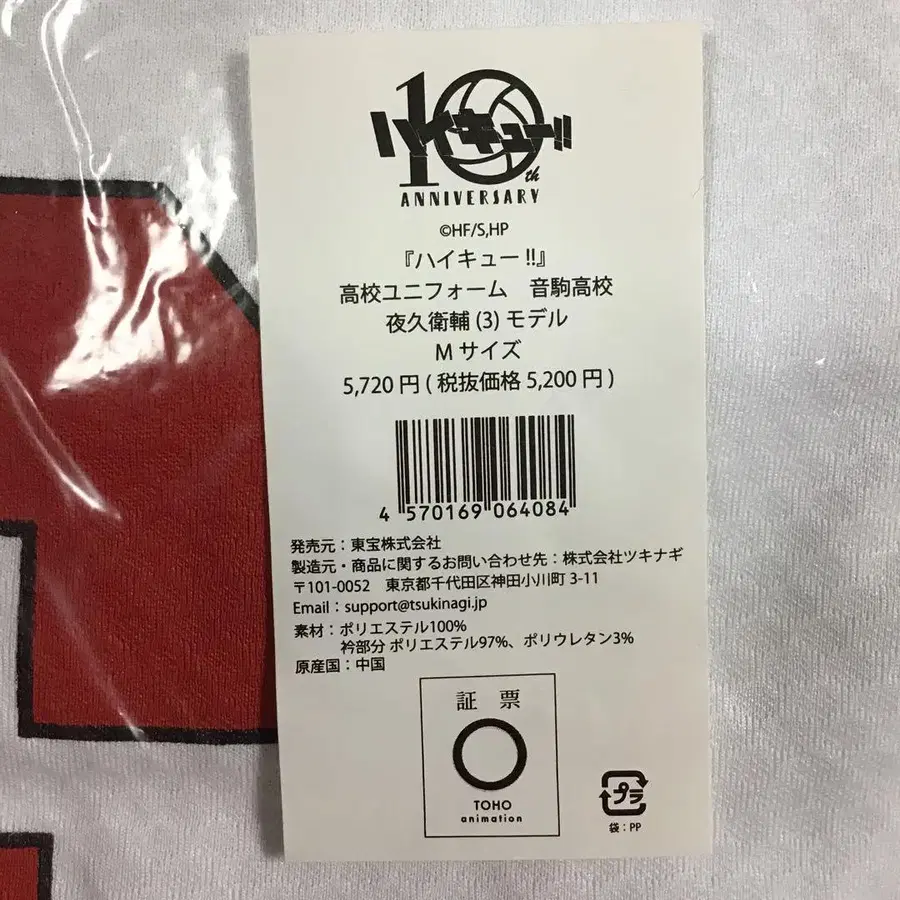 10th
ハイキュー!!
ANNIVERSARY
©HF/S,HP
『ハイキュー!!』
高校ユニフォーム　音駒高校
夜久衛輔 (3) モデル
M サイズ
5,720 円 ( 税抜価格 5,200 円 )
4 570169 064084
発売元：東宝株式会社
製造元・商品に関するお問い合わせ先：株式会社ツキナギ
〒101-0052　東京都千代田区神田小川町 3-11
Email：support@tsukinagi.jp
素材：ポリエステル100%
衿部分 ポリエステル97%、ポリウレタン3%
原産国：中国
証 票
TOHO
animation
プラ
袋：PP